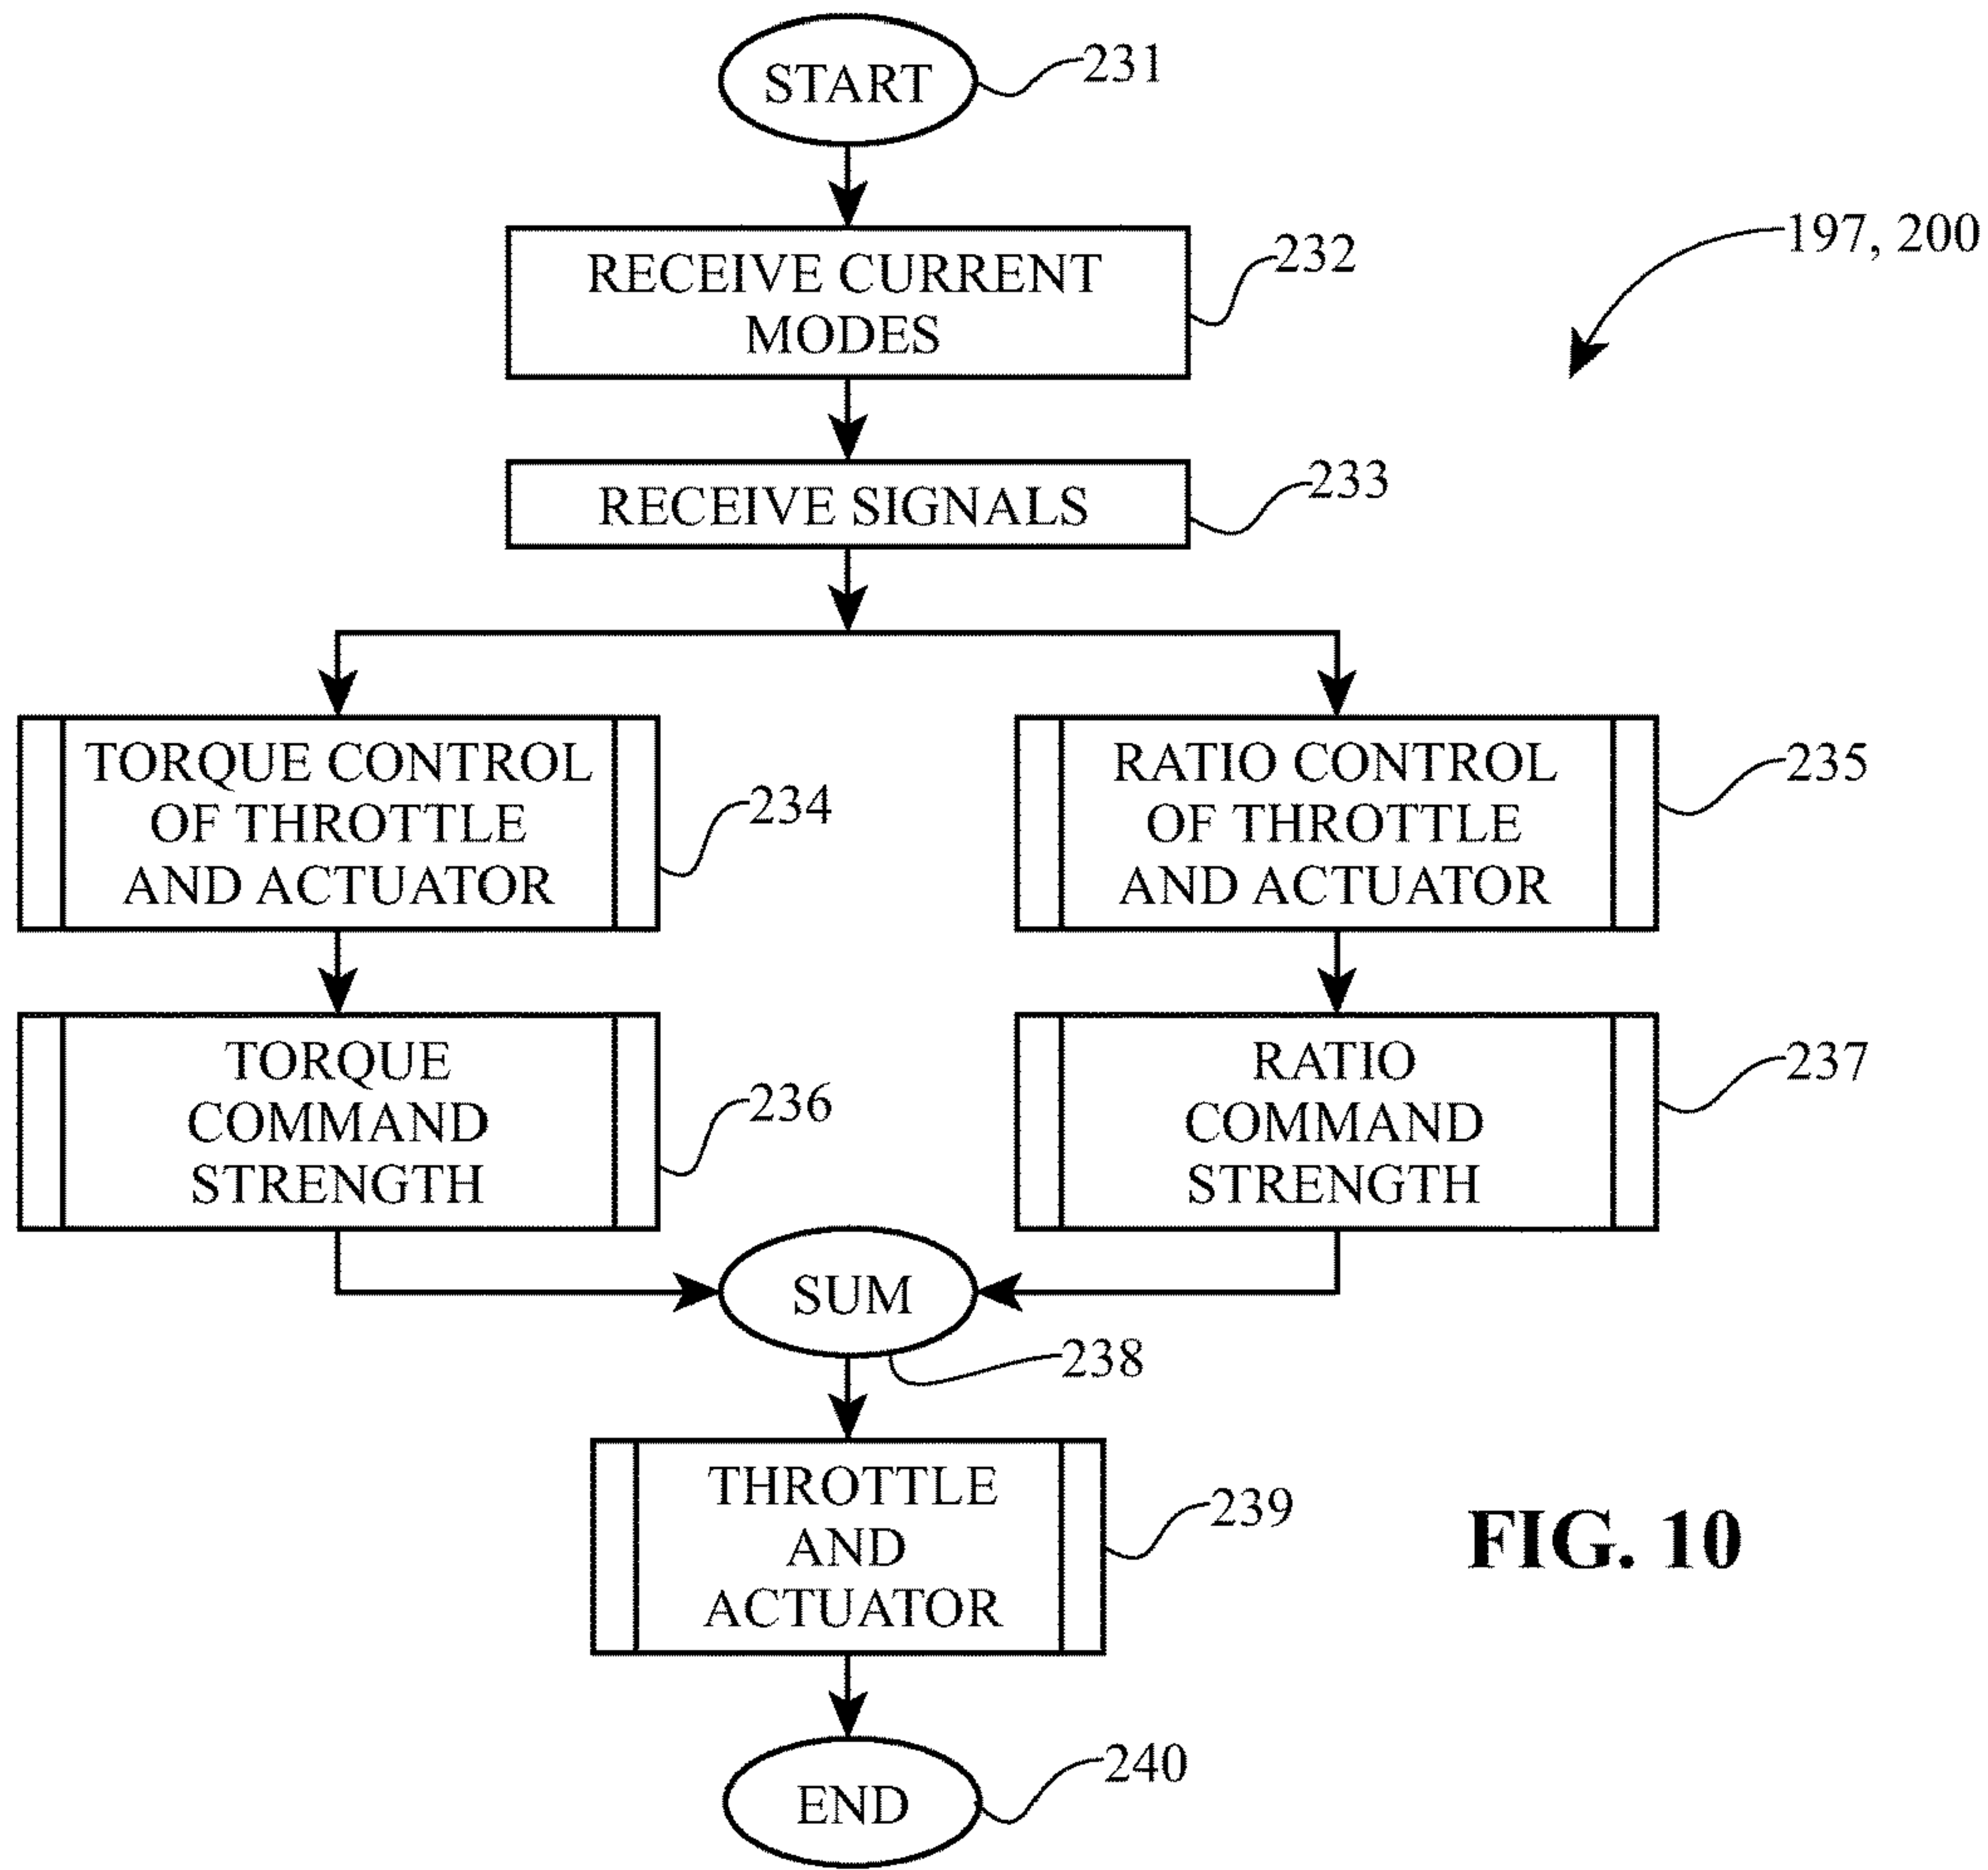 START
231
197, 200
RECEIVE CURRENT
MODES
232
RECEIVE SIGNALS
233
TORQUE CONTROL
OF THROTTLE
AND ACTUATOR
234
RATIO CONTROL
OF THROTTLE
AND ACTUATOR
235
TORQUE
COMMAND
STRENGTH
236
RATIO
COMMAND
STRENGTH
237
SUM
238
THROTTLE
AND
ACTUATOR
239
FIG. 10
END
240